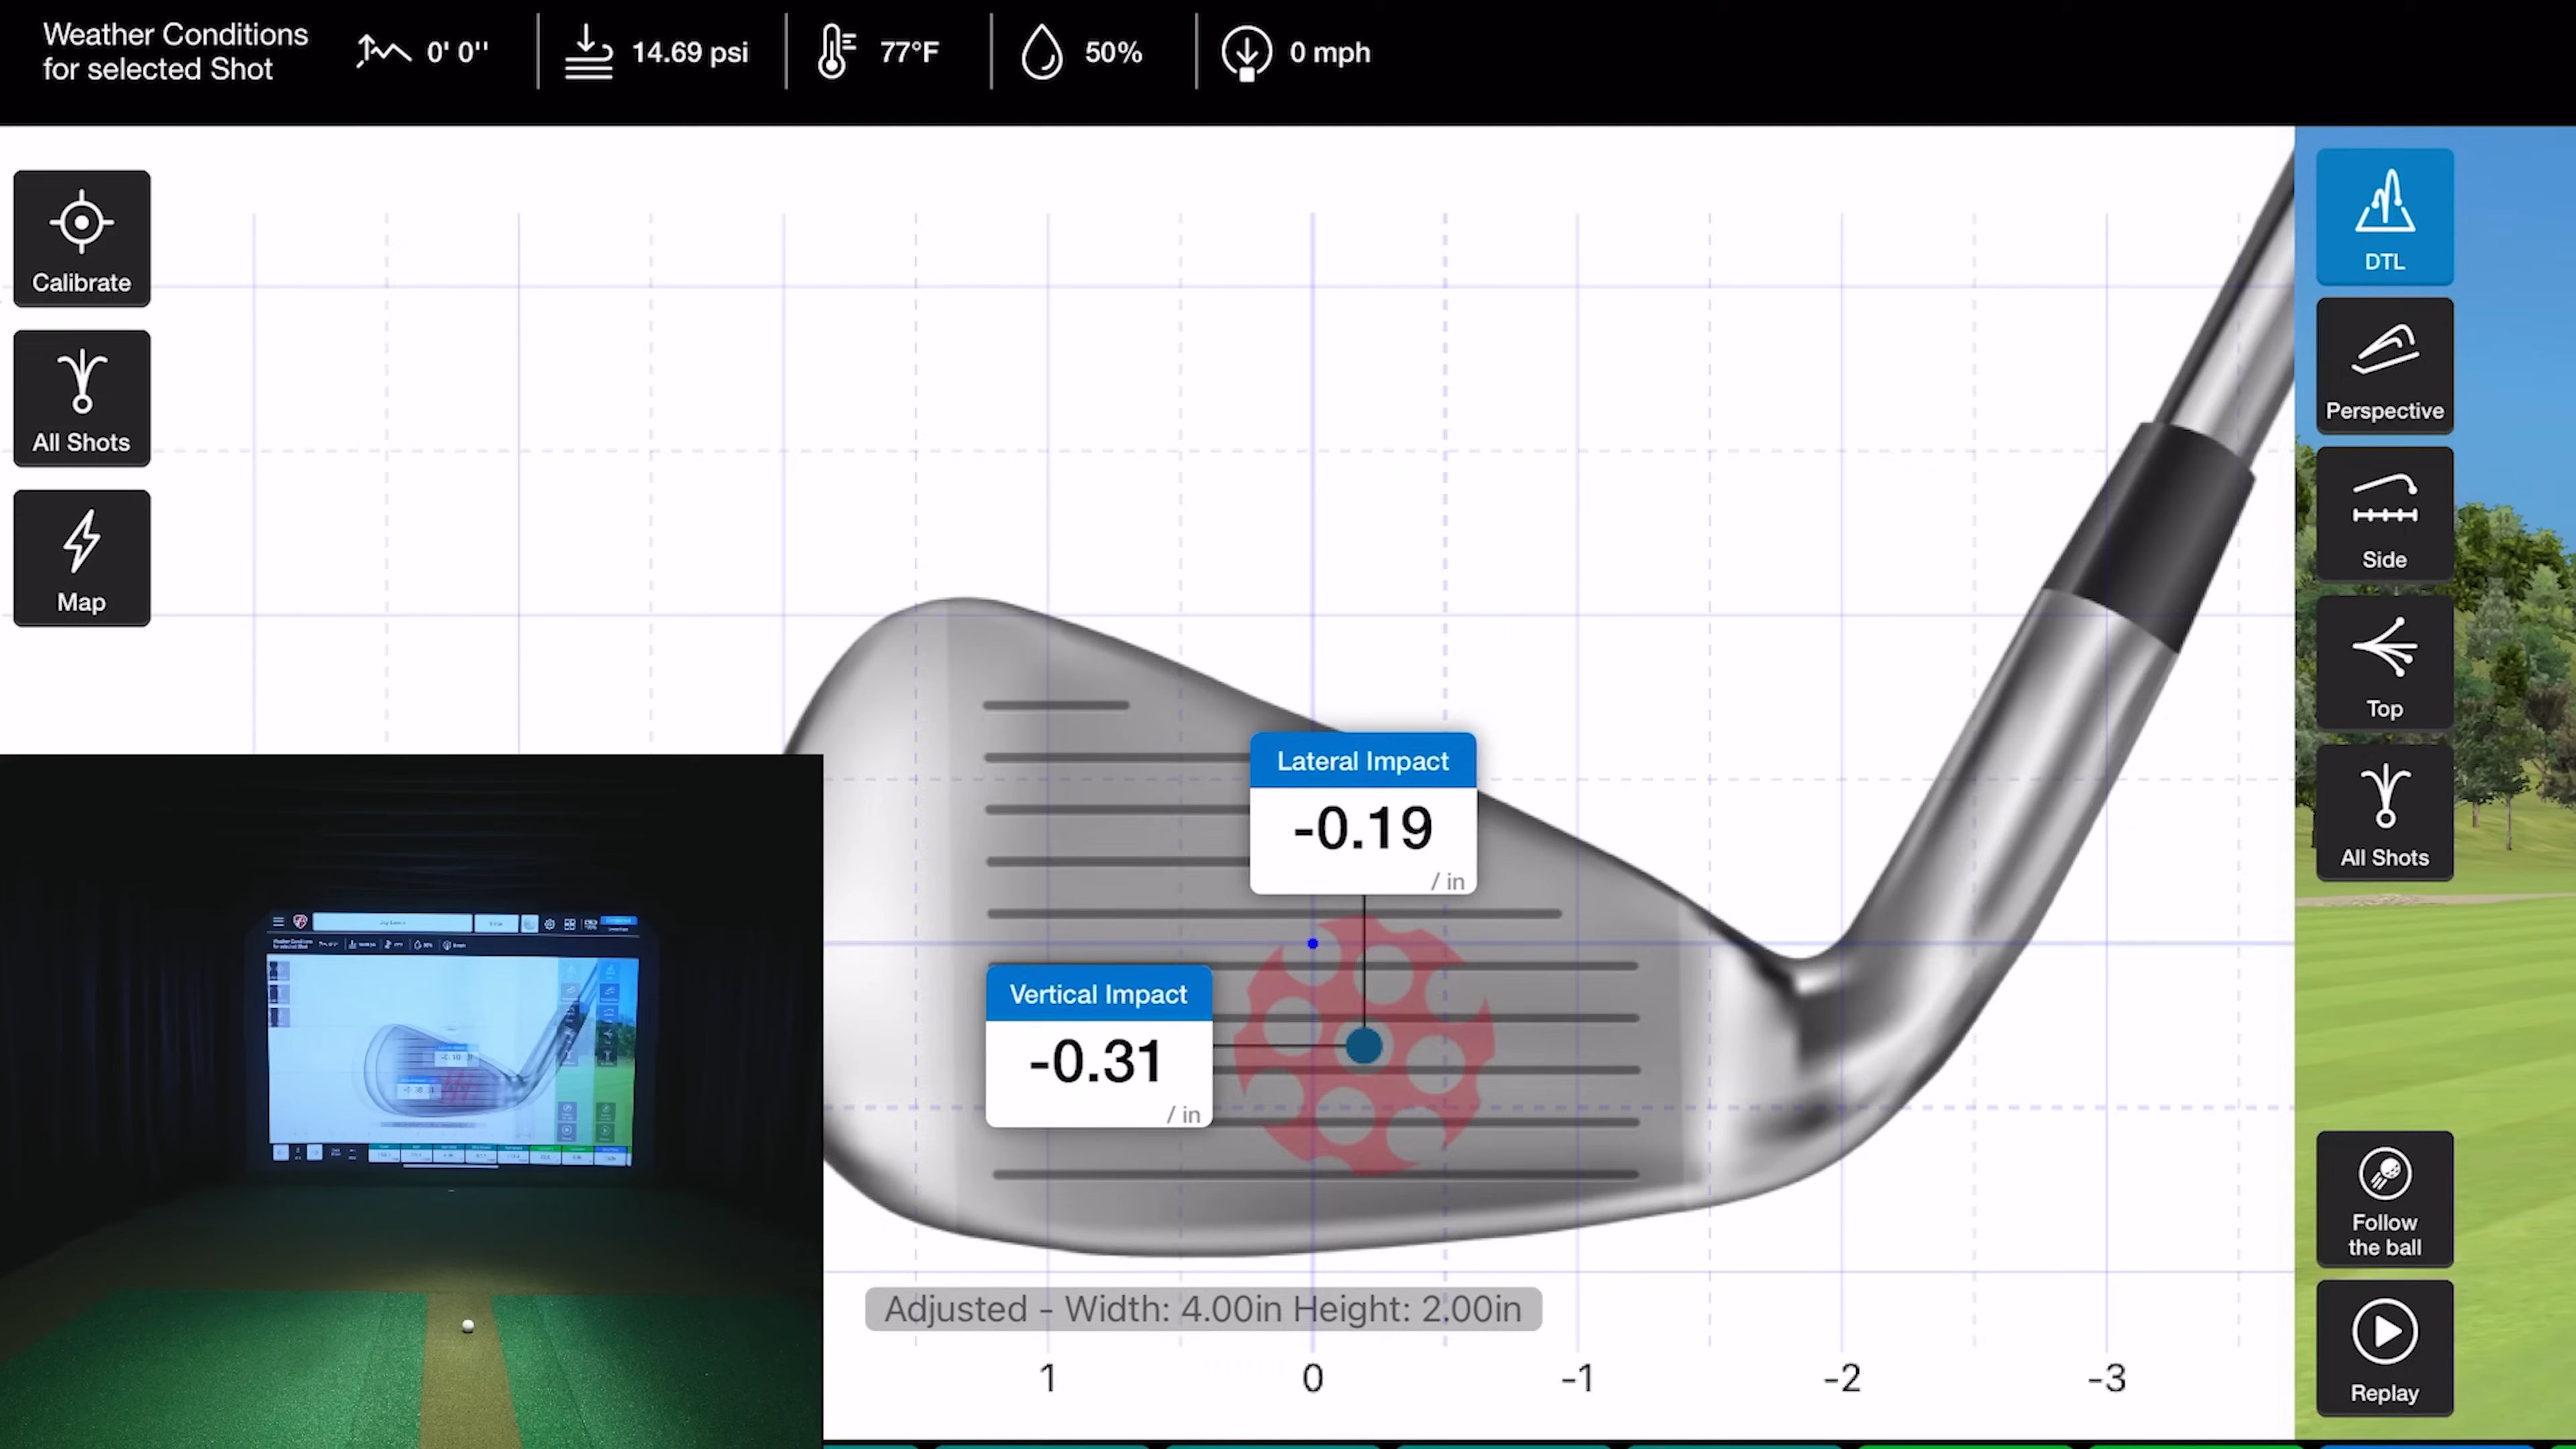 Weather Conditions
for selected Shot
0' 0''
14.69 psi
77°F
50%
0 mph
Calibrate
All Shots
Map
DTL
Perspective
Side
Top
All Shots
Follow
the ball
Replay
Lateral Impact
-0.19
/ in
Vertical Impact
-0.31
/ in
Adjusted - Width: 4.00in Height: 2.00in
1
0
-1
-2
-3